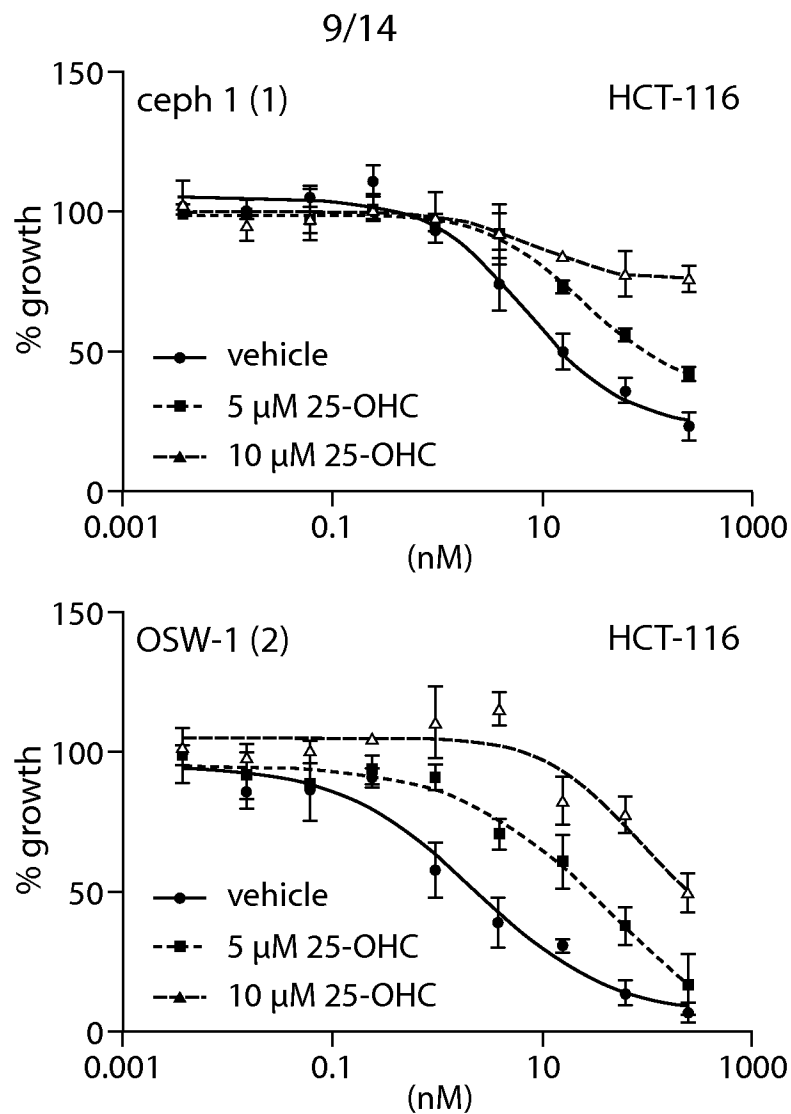 9/14
150
ceph 1 (1)
HCT-116
100
% growth
50
vehicle
5 µM 25-OHC
10 µM 25-OHC
0
0.001
0.1
10
1000
(nM)
150
OSW-1 (2)
HCT-116
100
% growth
50
vehicle
5 µM 25-OHC
10 µM 25-OHC
0
0.001
0.1
10
1000
(nM)